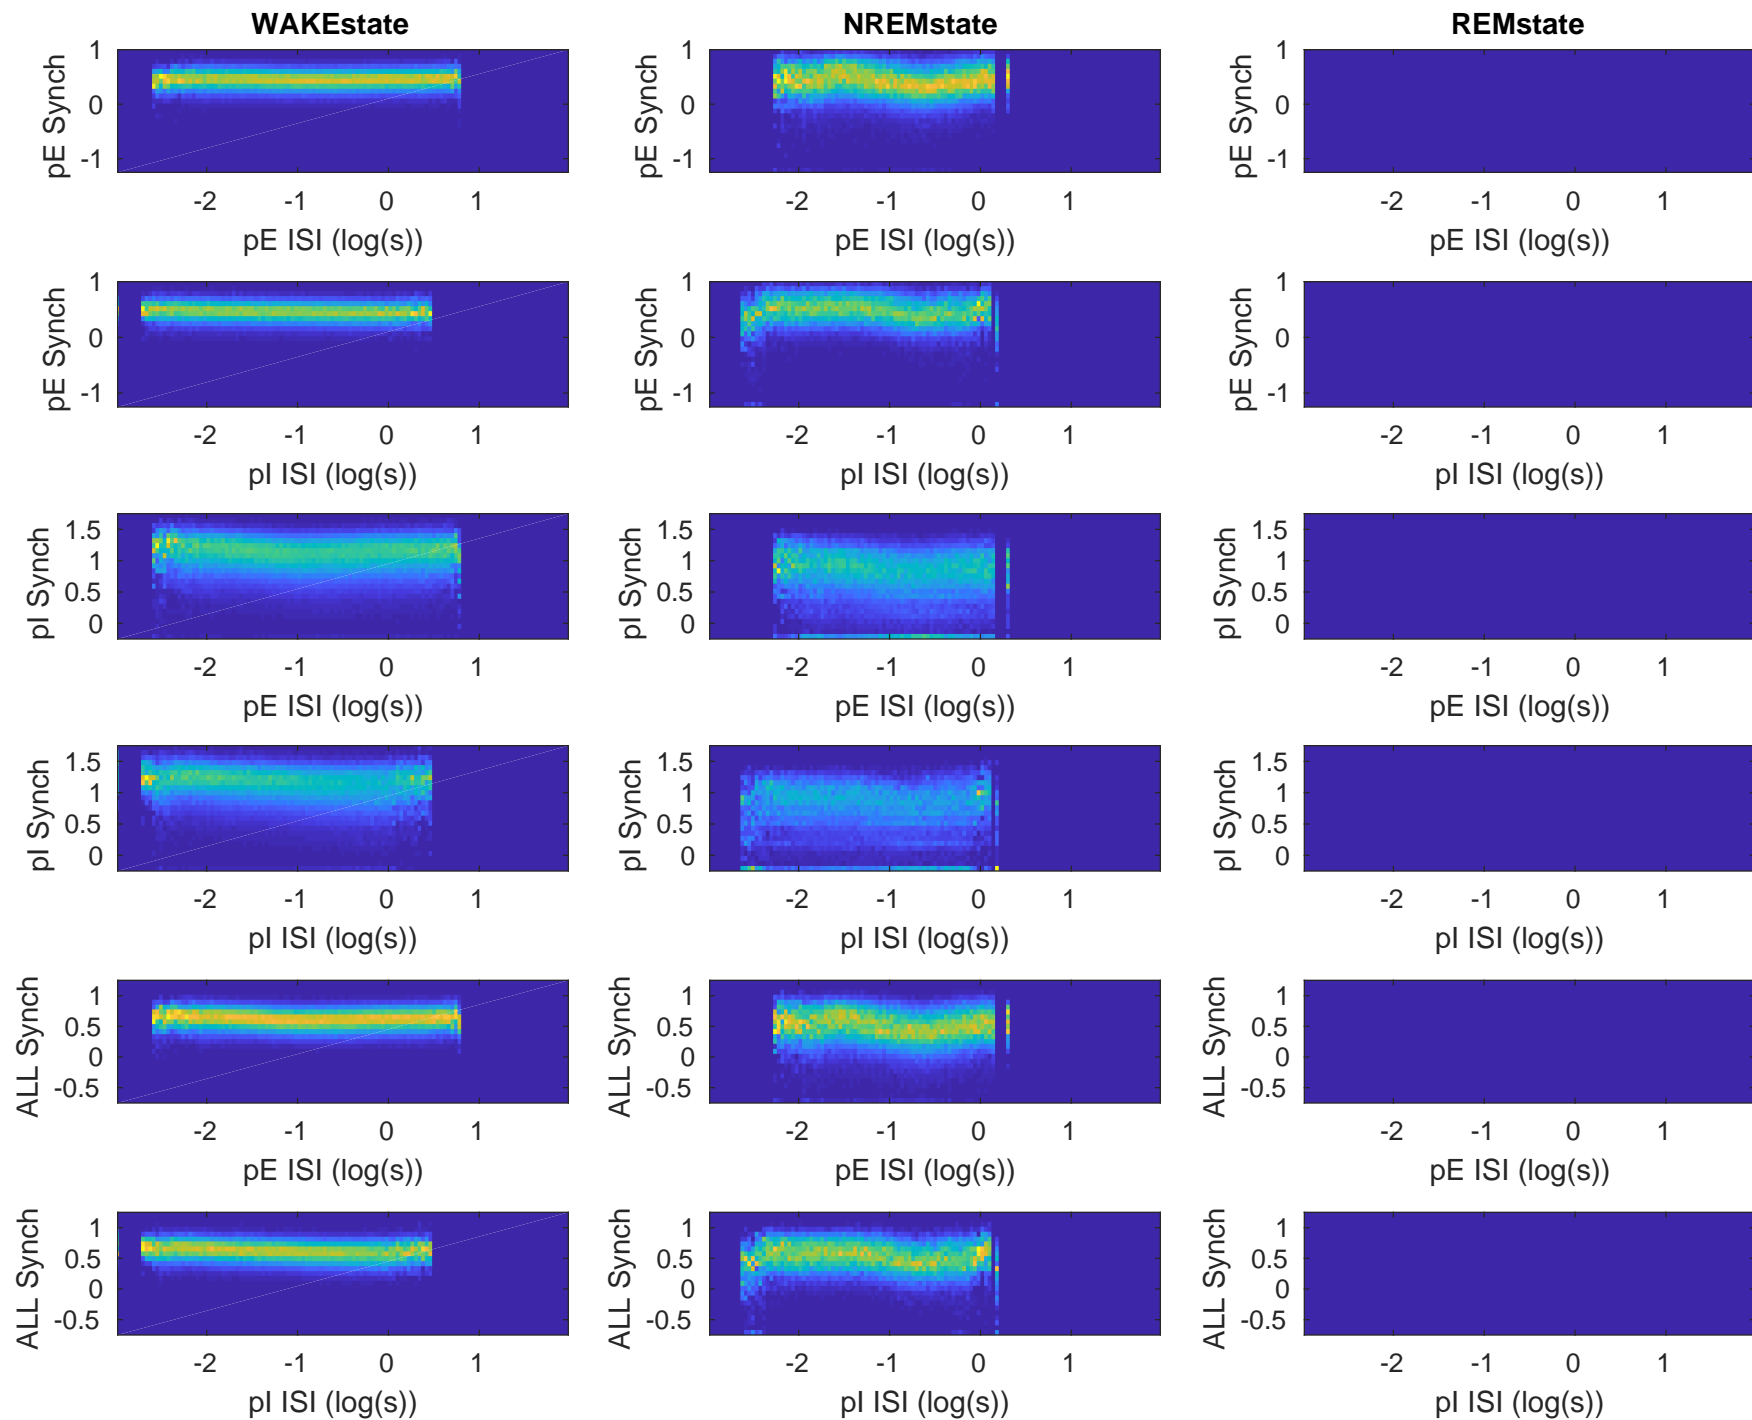 WAKEstate NREMstate REMstate
1 1 1
pE Synch pE Synch pE Synch
0 0 0
-1 -1 -1
-2 -1 0 1 -2 -1 0 1 -2 -1 0 1
pE ISI (log(s)) pE ISI (log(s)) pE ISI (log(s))
1 1 1
pE Synch pE Synch pE Synch
0 0 0
-1 -1 -1
-2 -1 0 1 -2 -1 0 1 -2 -1 0 1
pI ISI (log(s)) pI ISI (log(s)) pI ISI (log(s))
1.5 1.5 1.5
pI Synch pI Synch pI Synch
1 1 1
0.5 0.5 0.5
0 0 0
-2 -1 0 1 -2 -1 0 1 -2 -1 0 1
pE ISI (log(s)) pE ISI (log(s)) pE ISI (log(s))
1.5 1.5 1.5
pI Synch pI Synch pI Synch
1 1 1
0.5 0.5 0.5
0 0 0
-2 -1 0 1 -2 -1 0 1 -2 -1 0 1
pI ISI (log(s)) pI ISI (log(s)) pI ISI (log(s))
1 1 1
ALL Synch ALL Synch ALL Synch
0.5 0.5 0.5
0 0 0
-0.5 -0.5 -0.5
-2 -1 0 1 -2 -1 0 1 -2 -1 0 1
pE ISI (log(s)) pE ISI (log(s)) pE ISI (log(s))
1 1 1
ALL Synch ALL Synch ALL Synch
0.5 0.5 0.5
0 0 0
-0.5 -0.5 -0.5
-2 -1 0 1 -2 -1 0 1 -2 -1 0 1
pI ISI (log(s)) pI ISI (log(s)) pI ISI (log(s))